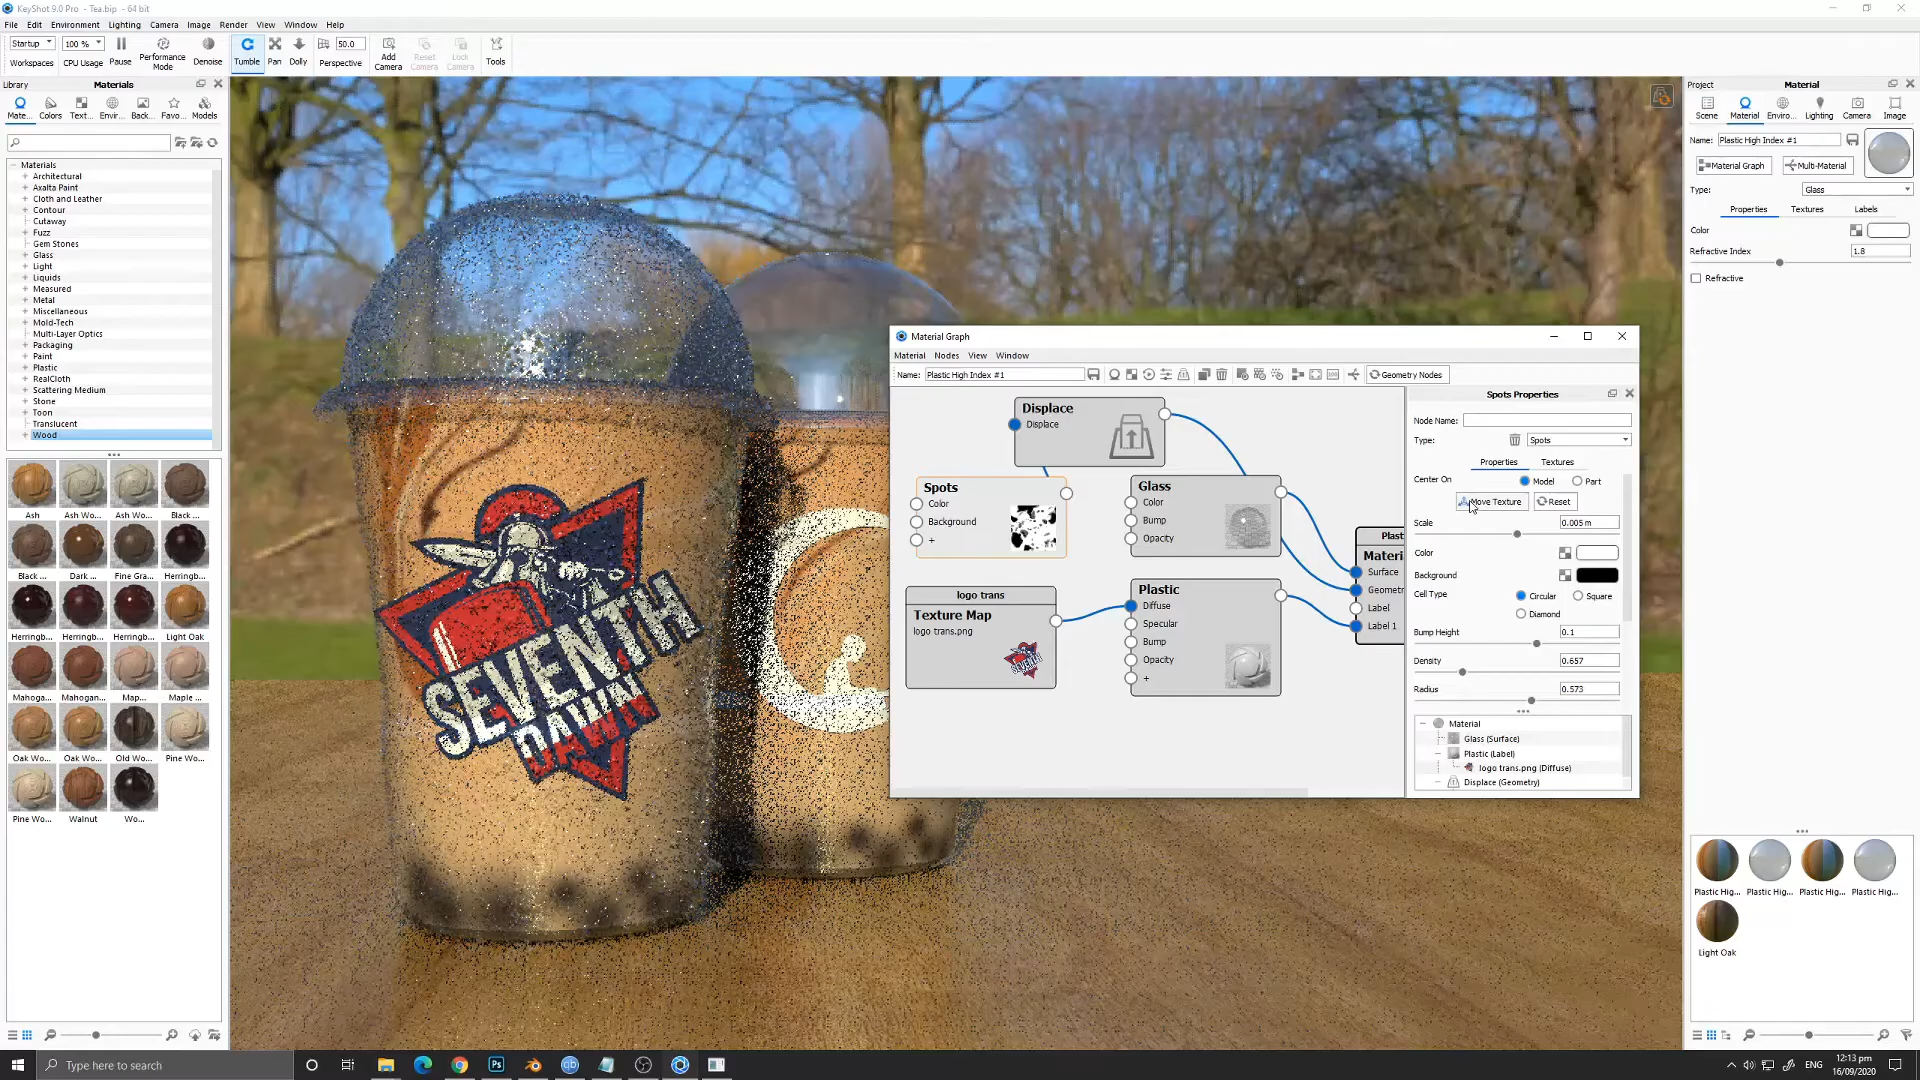 KeyShot 9.0 Pro - Tea.bip - 64 bit
File Edit Environment Lighting Camera Image Render View Window Help
Startup 100 % 50.0
Workspaces CPU Usage Pause Performance Mode Denoise Tumble Pan Dolly Perspective Add Camera Reset Camera Lock Camera Tools
Library Materials
Mate... Colors Text... Envir... Back... Favo... Models
Materials
Architectural
Axalta Paint
Cloth and Leather
Contour
Cutaway
Fuzz
Gem Stones
Glass
Light
Liquids
Measured
Metal
Miscellaneous
Mold-Tech
Multi-Layer Optics
Packaging
Paint
Plastic
RealCloth
Scattering Medium
Stone
Toon
Translucent
Wood
Ash Ash Wo... Ash Wo... Black ...
Black ... Dark ... Fine Gra... Herringb...
Herringb... Herringb... Herringb... Light Oak
Mahoga... Mahogan... Map... Maple ...
Oak Wo... Oak Wo... Old Wo... Pine Wo...
Pine Wo... Walnut Wo...
SEVENTH
DAWN
Material Graph
Material Nodes View Window
Name: Plastic High Index #1 Geometry Nodes
Displace
Displace
Spots
Color
Background
+
Glass
Color
Bump
Opacity
logo trans
Texture Map
logo trans.png
Plastic
Diffuse
Specular
Bump
Opacity
+
Plast
Materi
Surface
Geometr
Label
Label 1
Spots Properties
Node Name:
Type: Spots
Properties Textures
Center On Model Part
Move Texture Reset
Scale 0.005 m
Color
Background
Cell Type Circular Square
Diamond
Bump Height 0.1
Density 0.657
Radius 0.573
Material
Glass (Surface)
Plastic (Label)
logo trans.png (Diffuse)
Displace (Geometry)
Project Material
Scene Material Enviro... Lighting Camera Image
Name: Plastic High Index #1
Material Graph Multi-Material
Type: Glass
Properties Textures Labels
Color
Refractive Index 1.8
Refractive
Plastic Hig... Plastic Hig... Plastic Hig... Plastic Hig...
Light Oak
Type here to search
Ps
qb
ENG
12:13 pm
16/09/2020